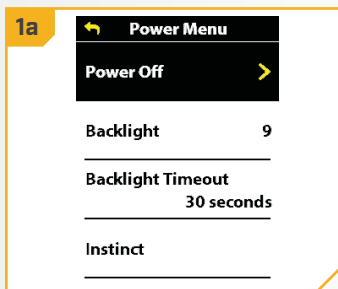 1a
Power Menu
Power Off
Backlight 9
Backlight Timeout
30 seconds
Instinct